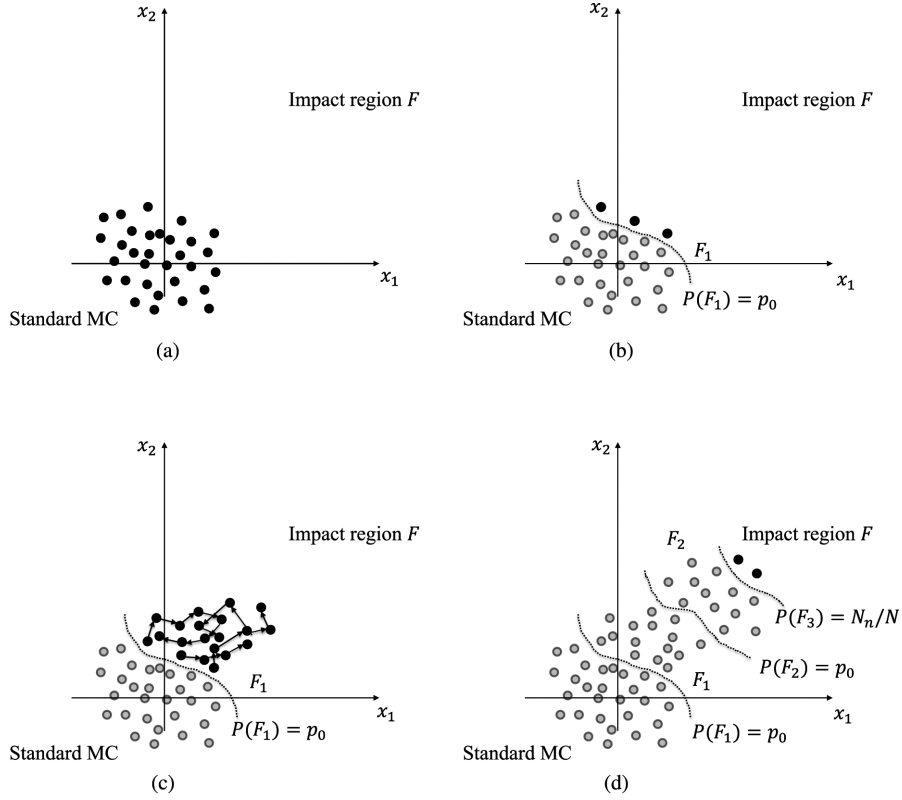 x₂
Impact region F
x₁
Standard MC
(a)
x₂
Impact region F
F₁
x₁
P(F₁) = p₀
Standard MC
(b)
x₂
Impact region F
F₁
x₁
P(F₁) = p₀
Standard MC
(c)
x₂
Impact region F
F₂
P(F₃) = Nₙ/N
P(F₂) = p₀
F₁
x₁
P(F₁) = p₀
Standard MC
(d)